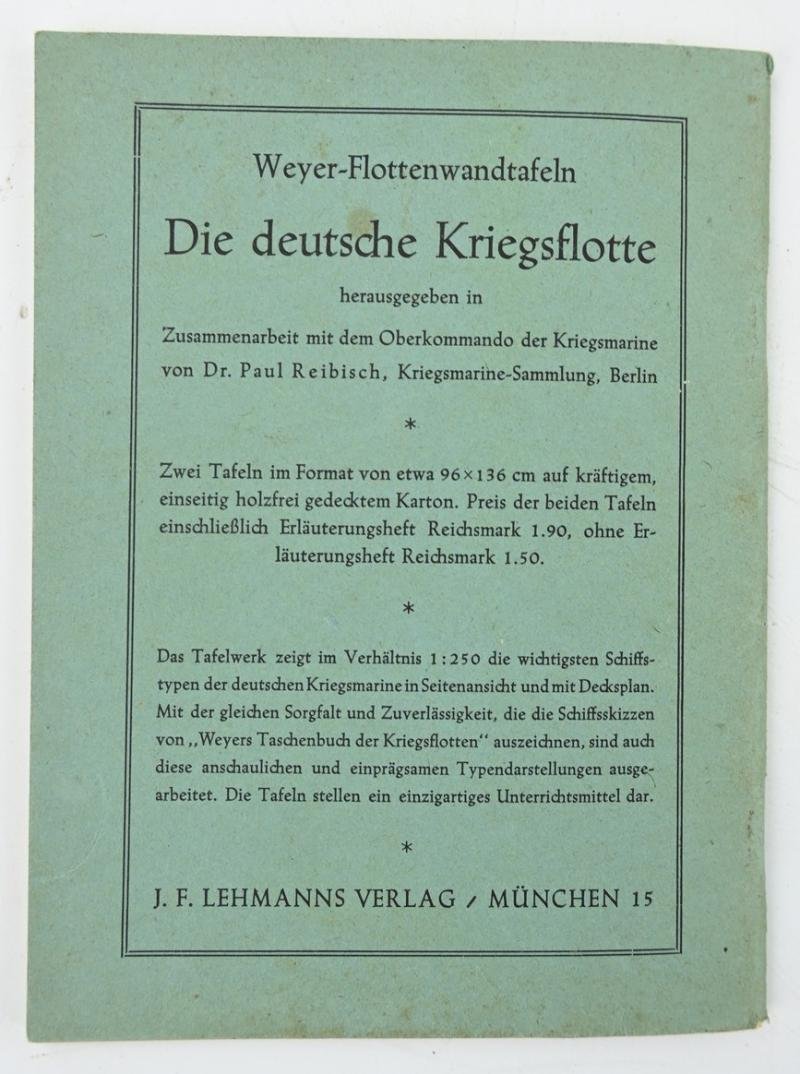 Weyer-Flottenwandtafeln
Die deutsche Kriegsflotte
herausgegeben in
Zusammenarbeit mit dem Oberkommando der Kriegsmarine
von Dr. Paul Reibisch, Kriegsmarine-Sammlung, Berlin
*
Zwei Tafeln im Format von etwa 96×136 cm auf kräftigem,
einseitig holzfrei gedecktem Karton. Preis der beiden Tafeln
einschließlich Erläuterungsheft Reichsmark 1.90, ohne Er-
läuterungsheft Reichsmark 1.50.
*
Das Tafelwerk zeigt im Verhältnis 1:250 die wichtigsten Schiffs-
typen der deutschen Kriegsmarine in Seitenansicht und mit Decksplan.
Mit der gleichen Sorgfalt und Zuverlässigkeit, die die Schiffsskizzen
von „Weyers Taschenbuch der Kriegsflotten“ auszeichnen, sind auch
diese anschaulichen und einprägsamen Typendarstellungen ausge-
arbeitet. Die Tafeln stellen ein einzigartiges Unterrichtsmittel dar.
*
J. F. LEHMANNS VERLAG / MÜNCHEN 15